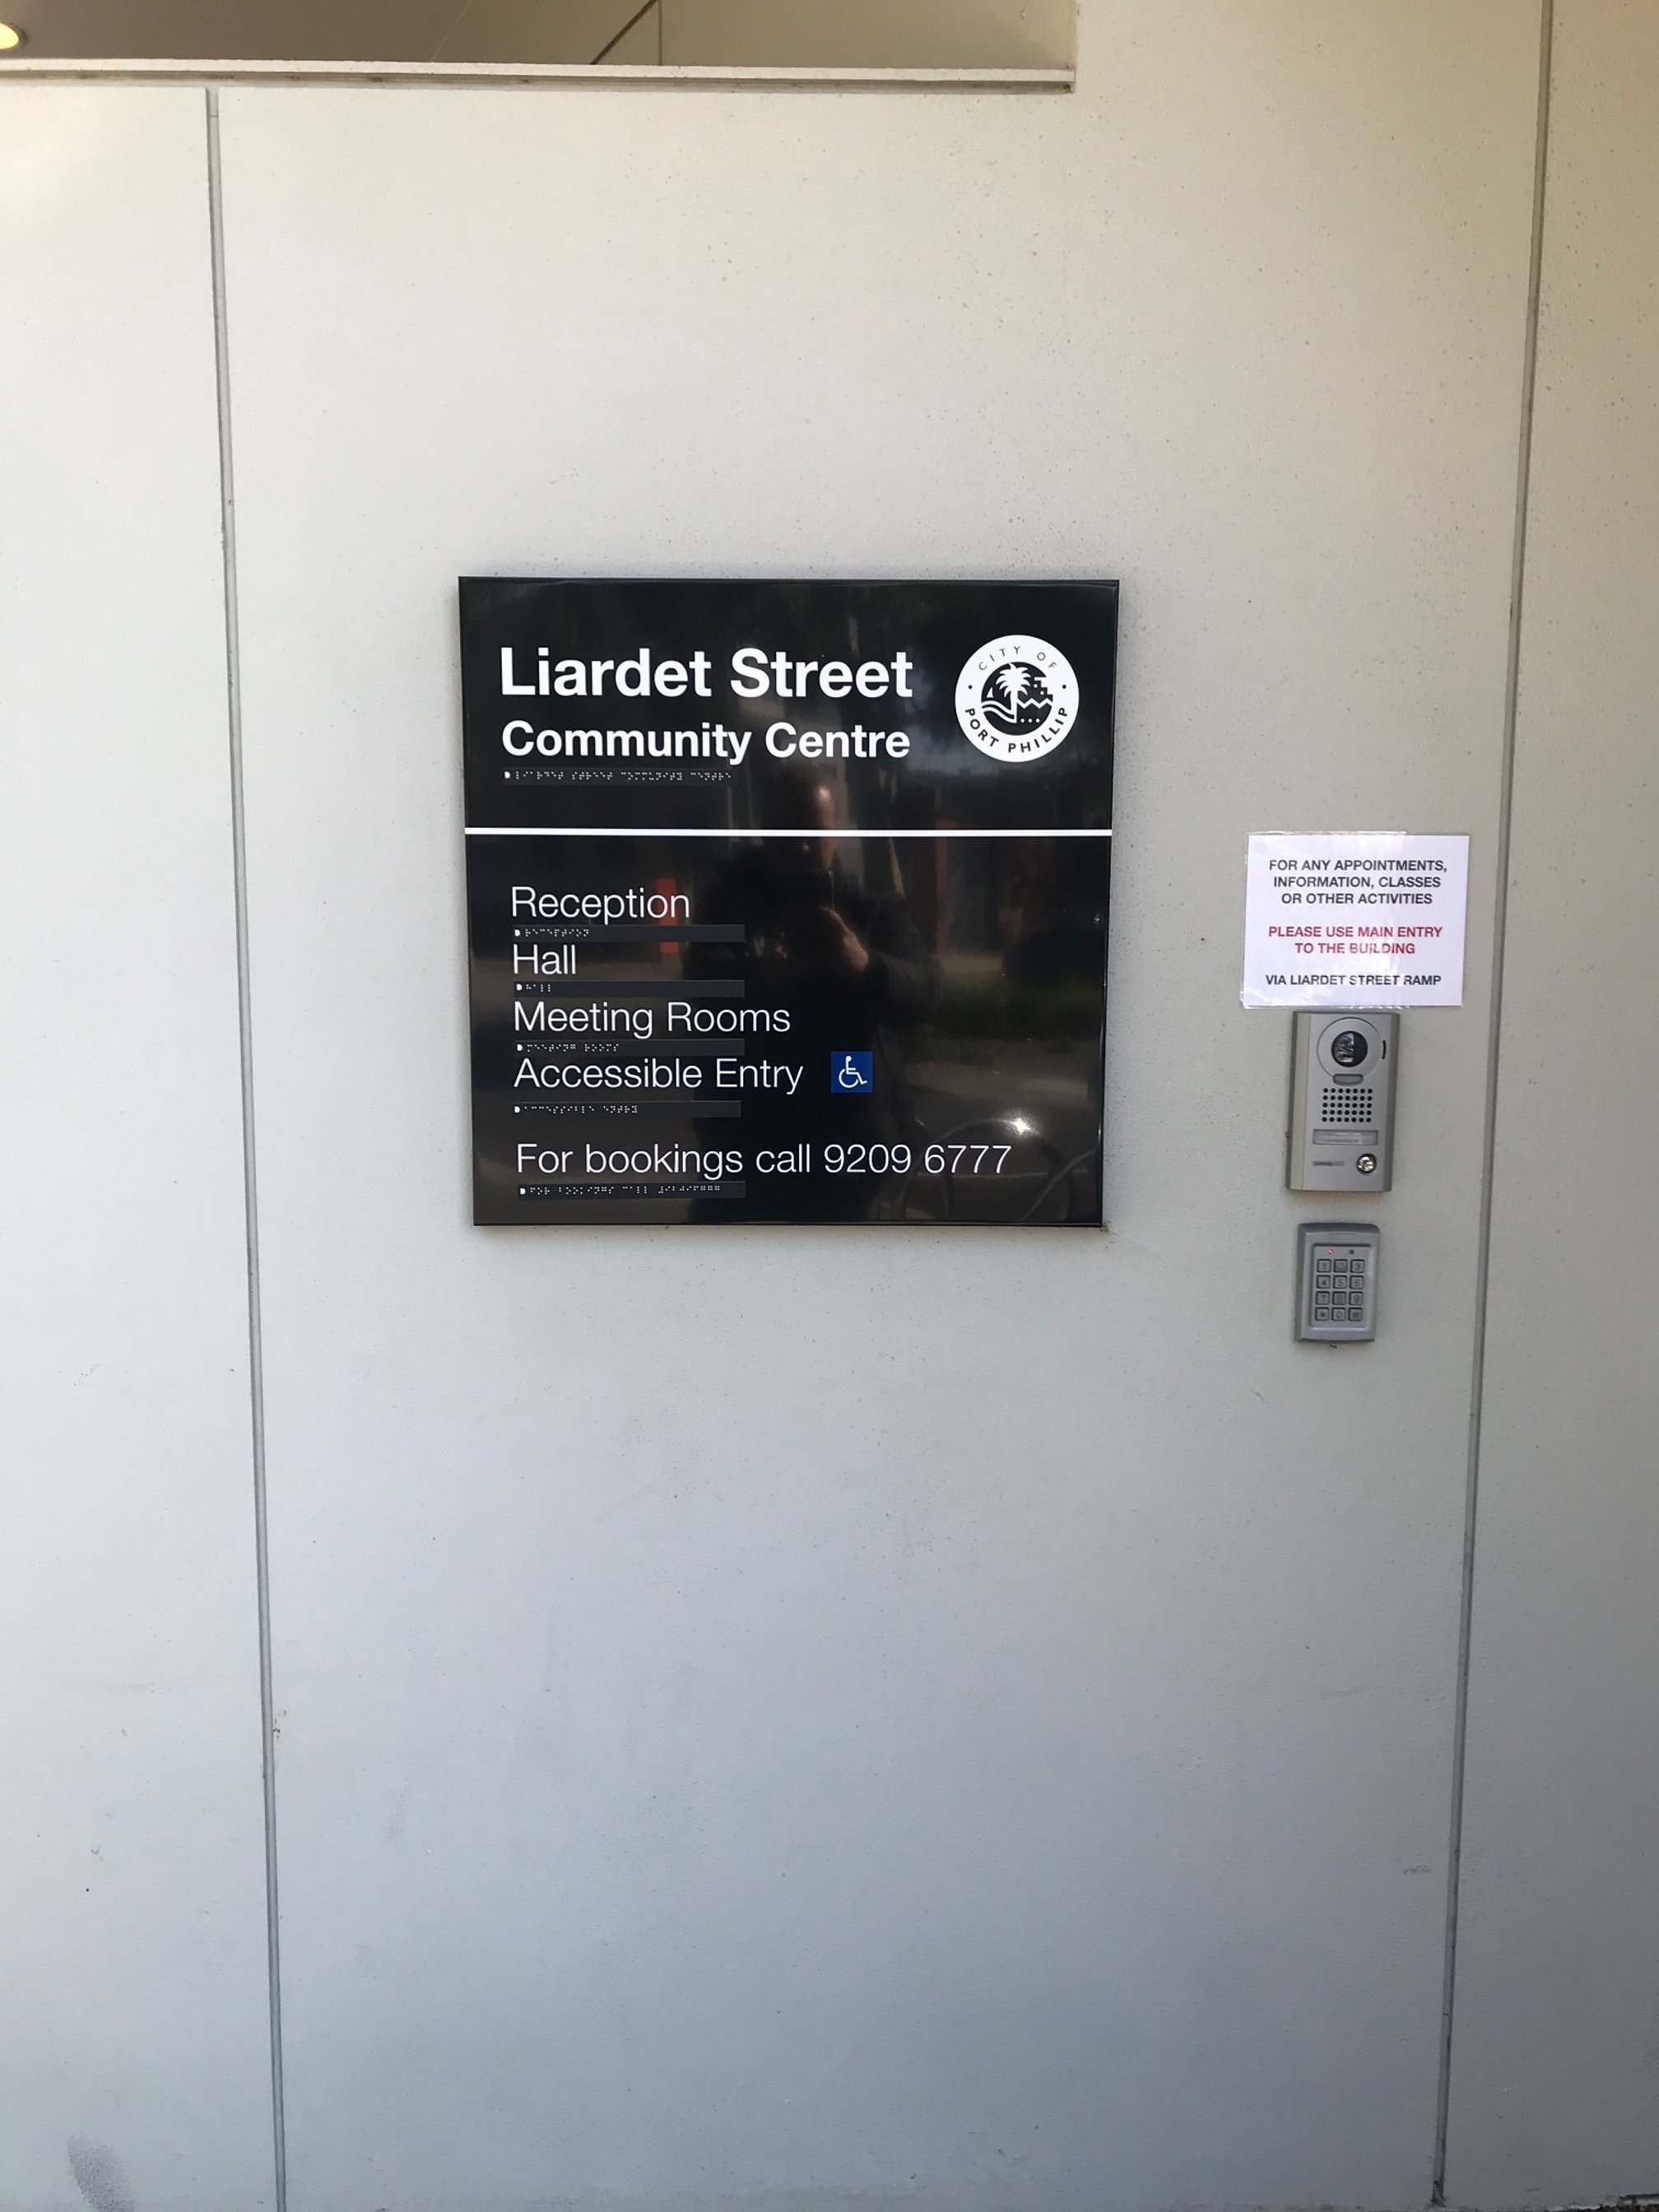 Liardet Street
Community Centre
CITY OF
PORT PHILLIP
Reception
Hall
Meeting Rooms
Accessible Entry
For bookings call 9209 6777
FOR ANY APPOINTMENTS,
INFORMATION, CLASSES
OR OTHER ACTIVITIES
PLEASE USE MAIN ENTRY
TO THE BUILDING
VIA LIARDET STREET RAMP